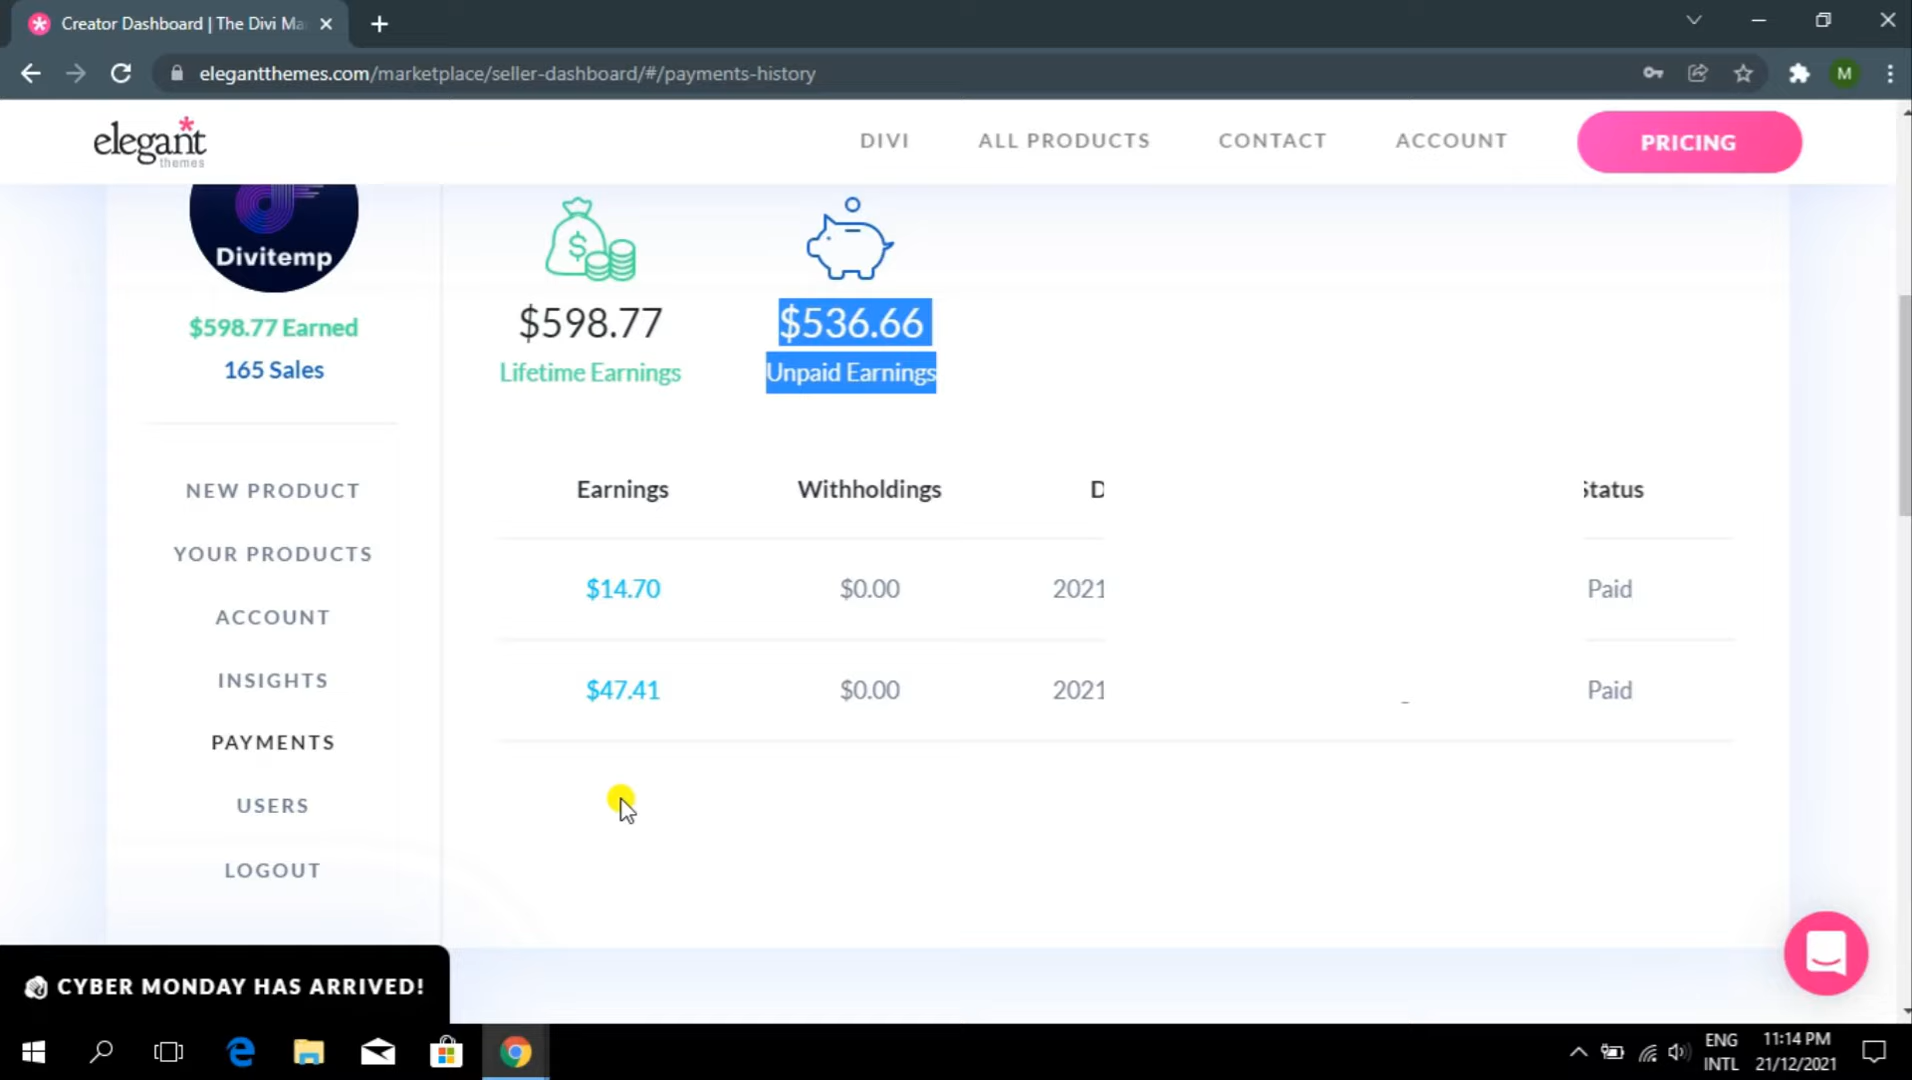 Creator Dashboard | The Divi Ma
elegantthemes.com/marketplace/seller-dashboard/#/payments-history
M
elegant
themes
DIVI
ALL PRODUCTS
CONTACT
ACCOUNT
PRICING
Divitemp
$598.77 Earned
165 Sales
$
$598.77
Lifetime Earnings
$536.66
Unpaid Earnings
NEW PRODUCT
YOUR PRODUCTS
ACCOUNT
INSIGHTS
PAYMENTS
USERS
LOGOUT
Earnings Withholdings D Status
$14.70 $0.00 2021 Paid
$47.41 $0.00 2021 - Paid
CYBER MONDAY HAS ARRIVED!
ENG
INTL
11:14 PM
21/12/2021